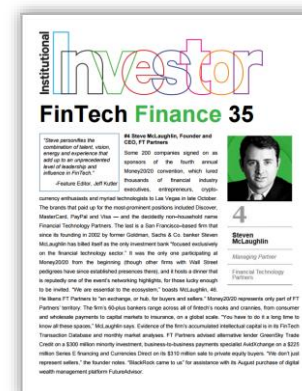 Institutional
Investor
FinTech Finance 35
"Steve personifies the
combination of talent, vision,
energy and experience that
add up to an unprecedented
level of leadership and
influence in FinTech."
-Feature Editor, Jeff Kutler
#4 Steve McLaughlin, Founder and
CEO, FT Partners
Some 200 companies signed on as
sponsors of the fourth annual
Money20/20 convention, which lured
thousands of financial industry
executives, entrepreneurs, crypto-
currency enthusiasts and myriad technologists to Las Vegas in late October.
The brands that paid up for the most-prominent positions included Discover,
MasterCard, PayPal and Visa — and the decidedly non-household name
Financial Technology Partners. The last is a San Francisco-based firm that
since its founding in 2002 by former Goldman, Sachs & Co. banker Steven
McLaughlin has billed itself as the only investment bank "focused exclusively
on the financial technology sector." It was the only one participating at
Money20/20 from the beginning (though other firms with Wall Street
pedigrees have since established presences there), and it hosts a dinner that
is reputedly one of the event's networking highlights, for those lucky enough
to be invited. "We are essential to the ecosystem," boasts McLaughlin, 46.
He likens FT Partners to "an exchange, or hub, for buyers and sellers." Money20/20 represents only part of FT
Partners' territory. The firm's 60-plus bankers range across all of fintech's nooks and crannies, from consumer
and wholesale payments to capital markets to insurance, on a global scale. "You have to do it a long time to
know all these spaces," McLaughlin says. Evidence of the firm's accumulated intellectual capital is in its FinTech
Transaction Database and monthly market analyses. FT Partners advised alternative lender GreenSky Trade
Credit on a $300 million minority investment, business-to-business payments specialist AvidXchange on a $225
million Series E financing and Currencies Direct on its $310 million sale to private equity buyers. "We don't just
represent sellers," the founder notes. "BlackRock came to us" for assistance with its August purchase of digital
wealth management platform FutureAdvisor.
4
Steven
McLaughlin
Managing Partner
Financial Technology
Partners